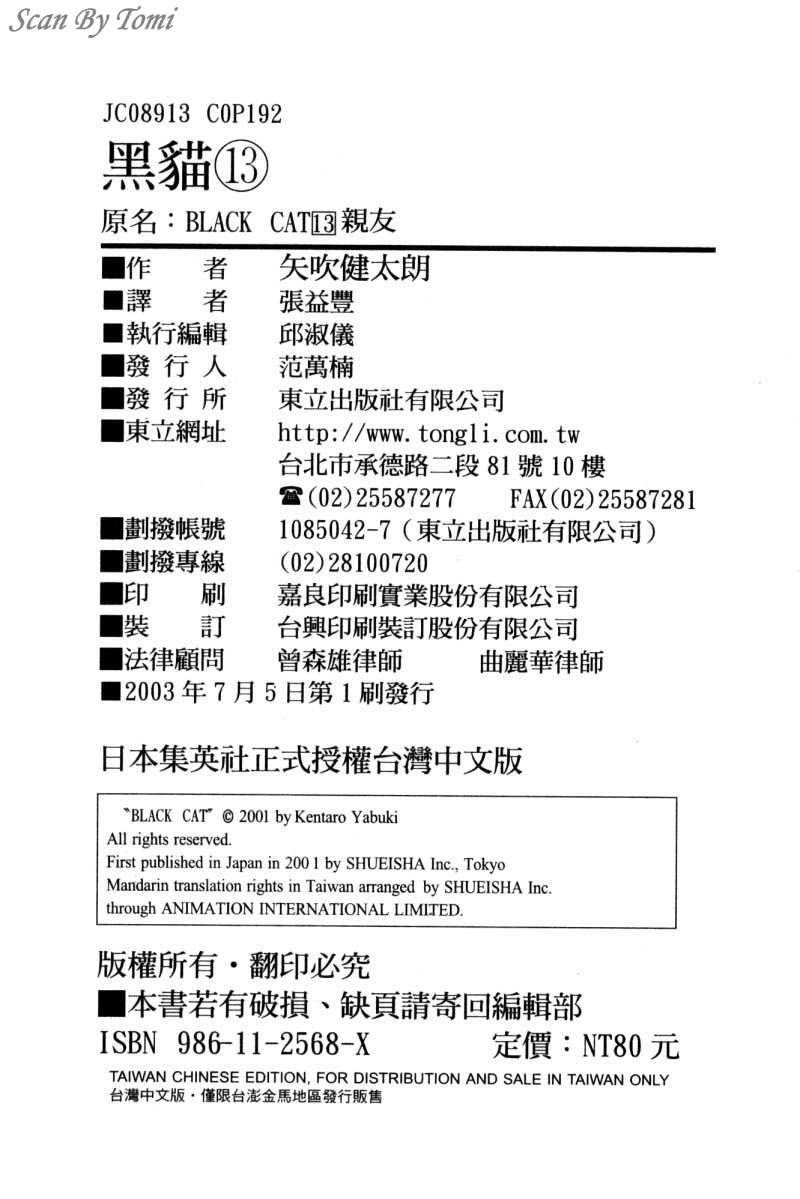 Scan By Tomi
JC08913 C0P192
黑貓⑬
原名：BLACK CAT13親友
■作者 矢吹健太朗
■譯者 張益豐
■執行編輯 邱淑儀
■發行人 范萬楠
■發行所 東立出版社有限公司
■東立網址 http://www.tongli.com.tw
台北市承德路二段81號10樓
☎(02)25587277 FAX(02)25587281
■劃撥帳號 1085042-7（東立出版社有限公司）
■劃撥專線 (02)28100720
■印刷 嘉良印刷實業股份有限公司
■裝訂 台興印刷裝訂股份有限公司
■法律顧問 曾森雄律師 曲麗華律師
■2003年7月5日第1刷發行
日本集英社正式授權台灣中文版
〝BLACK CAT〞 © 2001 by Kentaro Yabuki
All rights reserved.
First published in Japan in 2001 by SHUEISHA Inc., Tokyo
Mandarin translation rights in Taiwan arranged by SHUEISHA Inc.
through ANIMATION INTERNATIONAL LIMITED.
版權所有・翻印必究
■本書若有破損、缺頁請寄回編輯部
ISBN 986-11-2568-X 定價：NT80元
TAIWAN CHINESE EDITION, FOR DISTRIBUTION AND SALE IN TAIWAN ONLY
台灣中文版・僅限台澎金馬地區發行販售